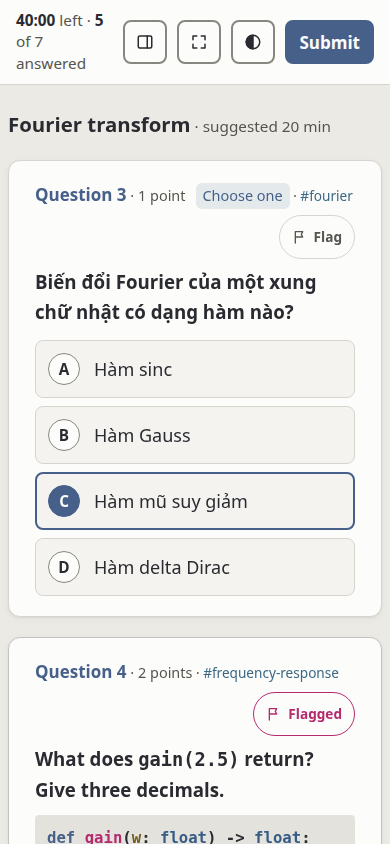 40:00 left · 5
of 7
answered
Submit
Fourier transform · suggested 20 min
Question 3 · 1 point Choose one · #fourier
Flag
Biến đổi Fourier của một xung
chữ nhật có dạng hàm nào?
A Hàm sinc
B Hàm Gauss
C Hàm mũ suy giảm
D Hàm delta Dirac
Question 4 · 2 points · #frequency-response
Flagged
What does gain(2.5) return?
Give three decimals.
def gain(w: float) -> float: